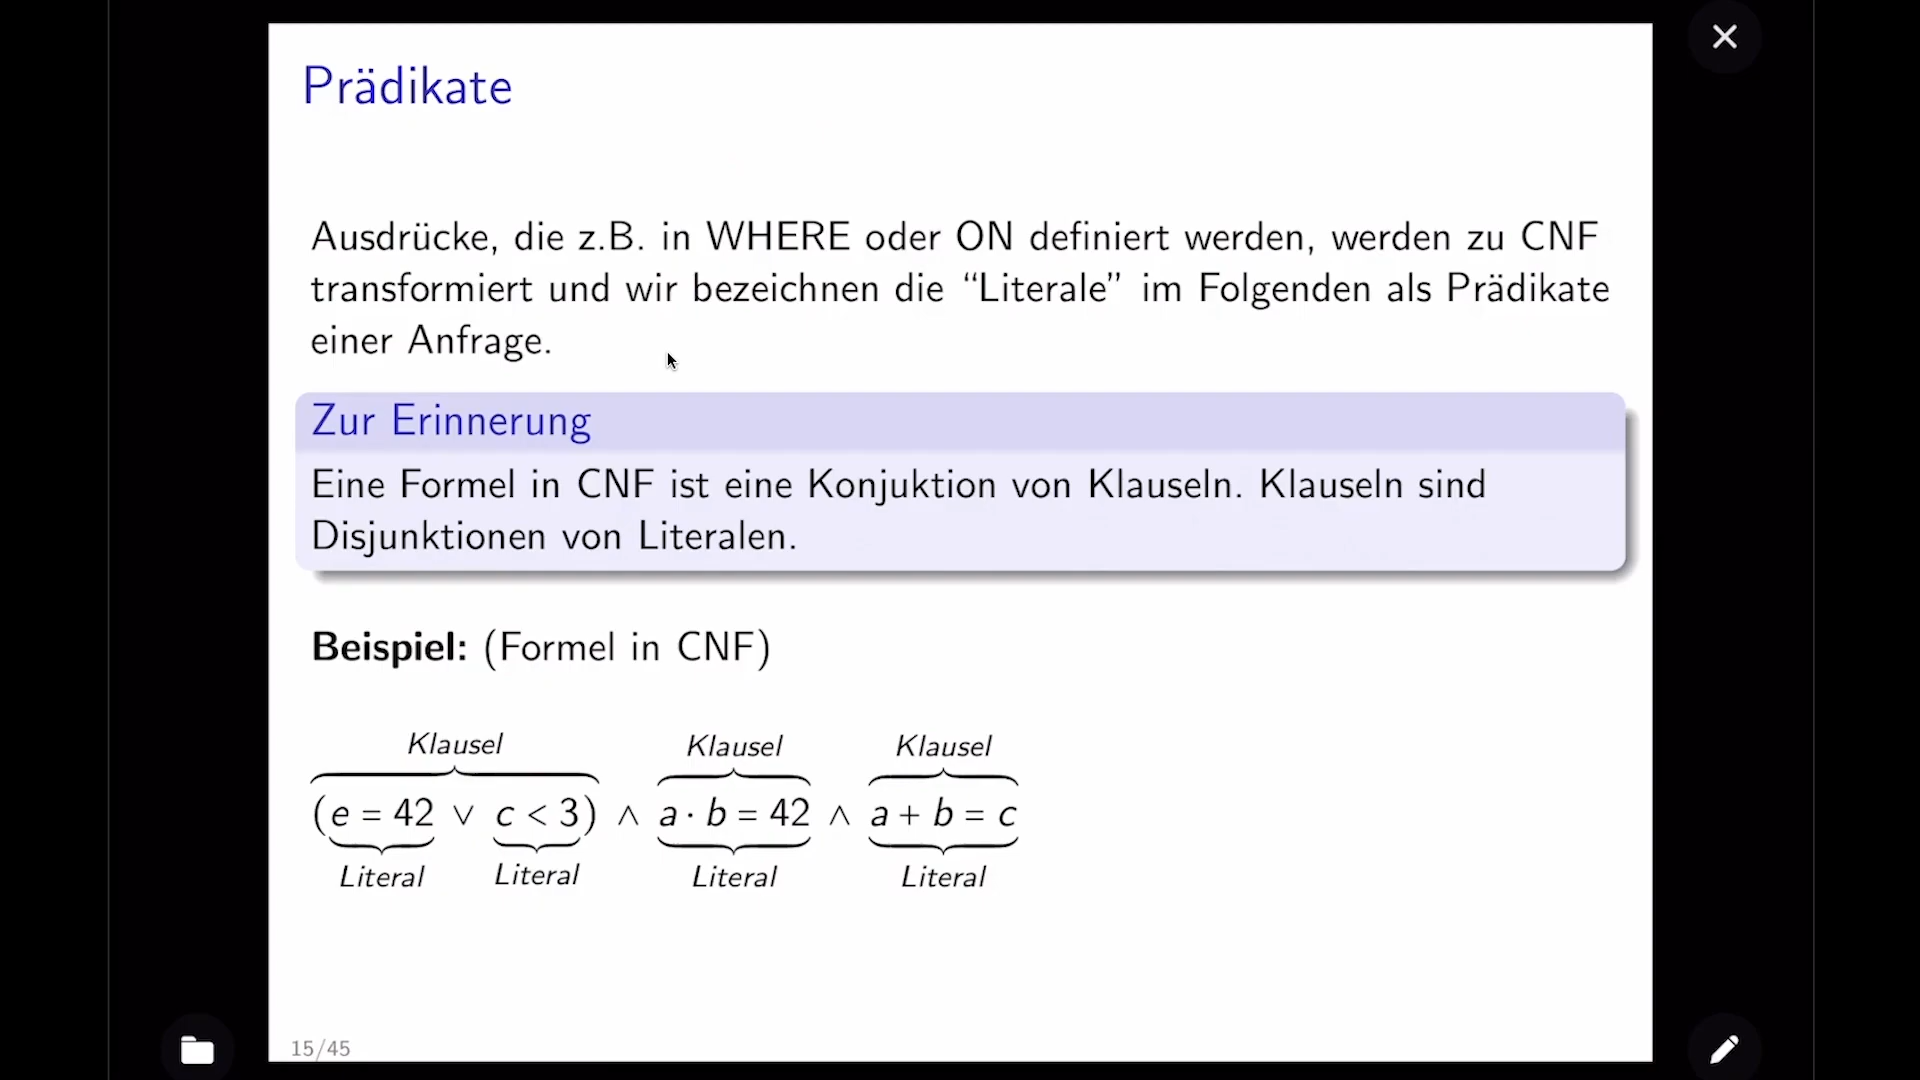 Prädikate
Ausdrücke, die z.B. in WHERE oder ON definiert werden, werden zu CNF
transformiert und wir bezeichnen die “Literale” im Folgenden als Prädikate
einer Anfrage.
Zur Erinnerung
Eine Formel in CNF ist eine Konjuktion von Klauseln. Klauseln sind
Disjunktionen von Literalen.
Beispiel: (Formel in CNF)
Klausel Klausel Klausel
(e = 42 ∨ c < 3) ∧ a · b = 42 ∧ a + b = c
Literal Literal Literal Literal
15/45